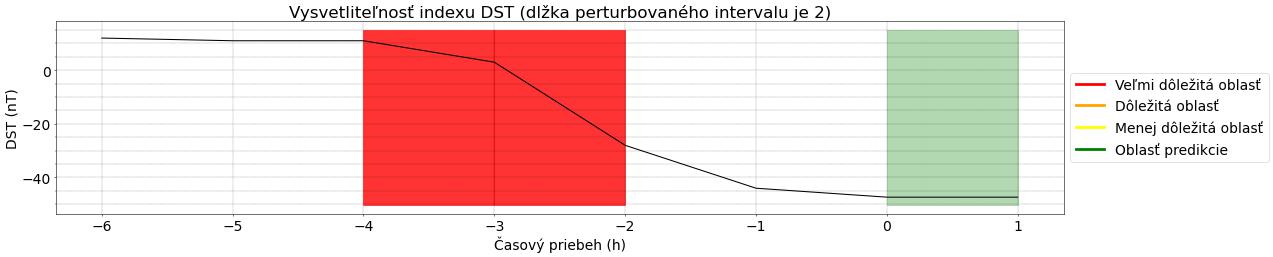 Vysvetliteľnosť indexu DST (dĺžka perturbovaného intervalu je 2)
DST (nT)
0
−20
−40
−6
−5
−4
−3
−2
−1
0
1
Časový priebeh (h)
Veľmi dôležitá oblasť
Dôležitá oblasť
Menej dôležitá oblasť
Oblasť predikcie